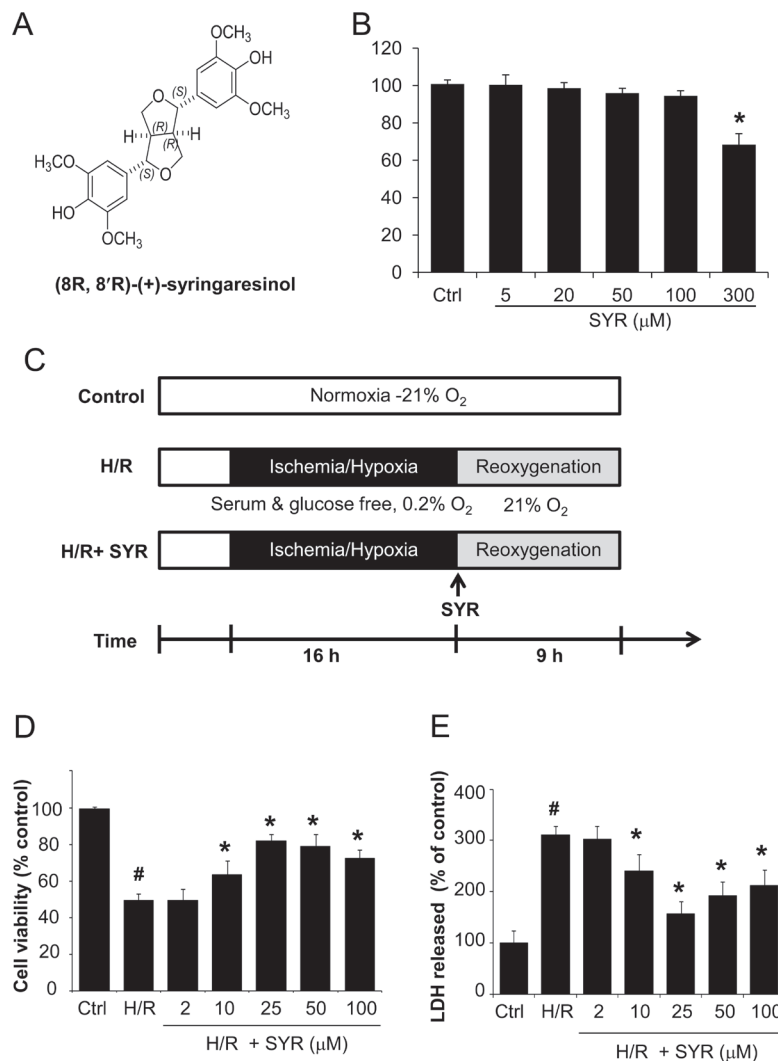 A
OCH3
OH
O
(S)
OCH3
H
(R)
H
(R)
H3CO
(S)
O
HO
OCH3
(8R, 8′R)-(+)-syringaresinol
B
120
100
80
60
40
20
0
*
Ctrl 5 20 50 100 300
SYR (μM)
C
Control Normoxia -21% O2
H/R Ischemia/Hypoxia Reoxygenation
Serum & glucose free, 0.2% O2 21% O2
H/R+ SYR Ischemia/Hypoxia Reoxygenation
SYR
Time
16 h 9 h
D
Cell viability (% control)
100
80
60
40
20
0
# * * * *
Ctrl H/R 2 10 25 50 100
H/R + SYR (μM)
E
LDH released (% of control)
400
300
200
100
0
# * * * *
Ctrl H/R 2 10 25 50 100
H/R + SYR (μM)